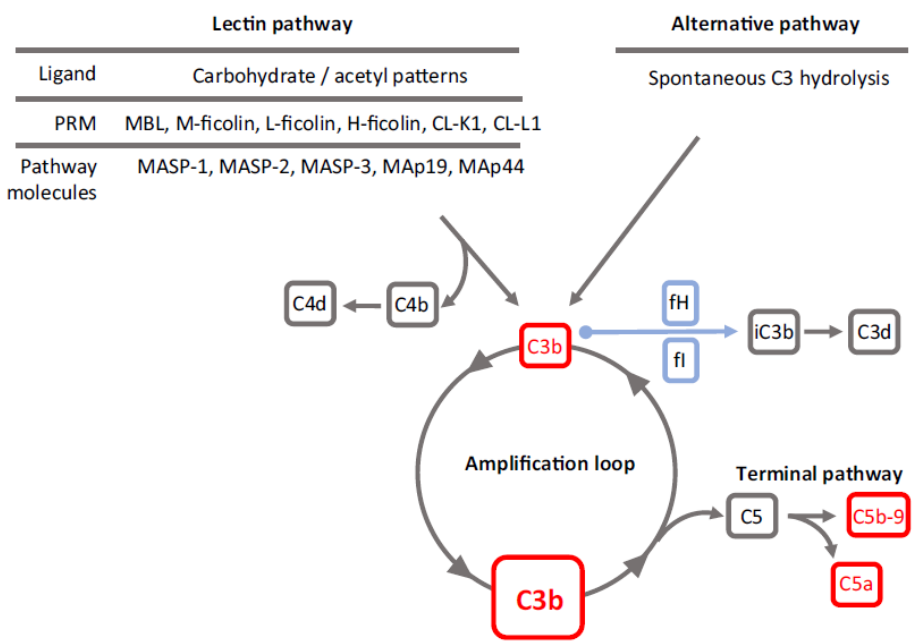 Lectin pathway
Alternative pathway
Ligand Carbohydrate / acetyl patterns
Spontaneous C3 hydrolysis
PRM MBL, M-ficolin, L-ficolin, H-ficolin, CL-K1, CL-L1
Pathway MASP-1, MASP-2, MASP-3, MAp19, MAp44
molecules
C4d
C4b
fH
C3b
iC3b
C3d
fI
Amplification loop
Terminal pathway
C5
C5b-9
C5a
C3b